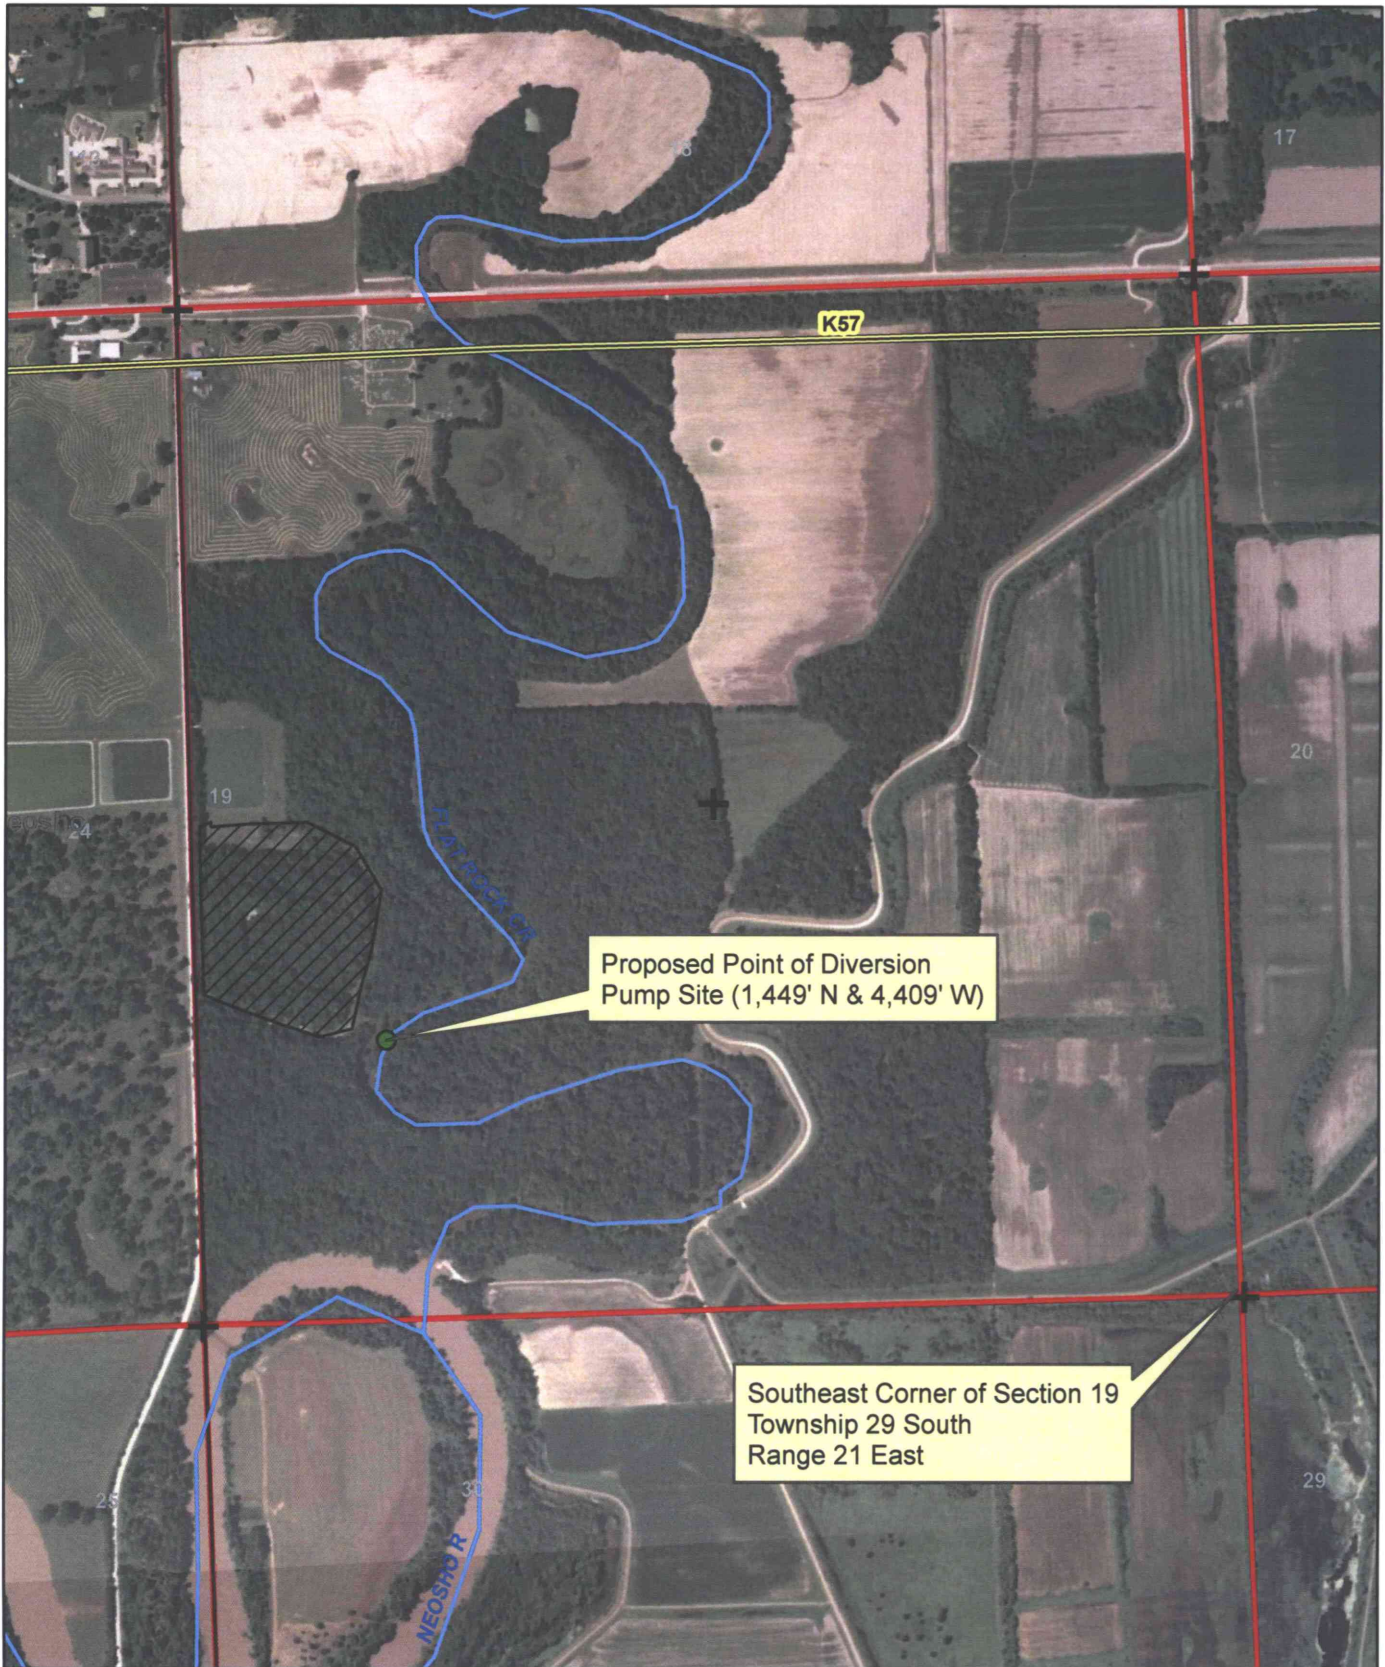 18
17
K57
20
19
24
FLAT ROCK CR
Proposed Point of Diversion
Pump Site (1,449' N & 4,409' W)
Southeast Corner of Section 19
Township 29 South
Range 21 East
29
25
NEOSHO R